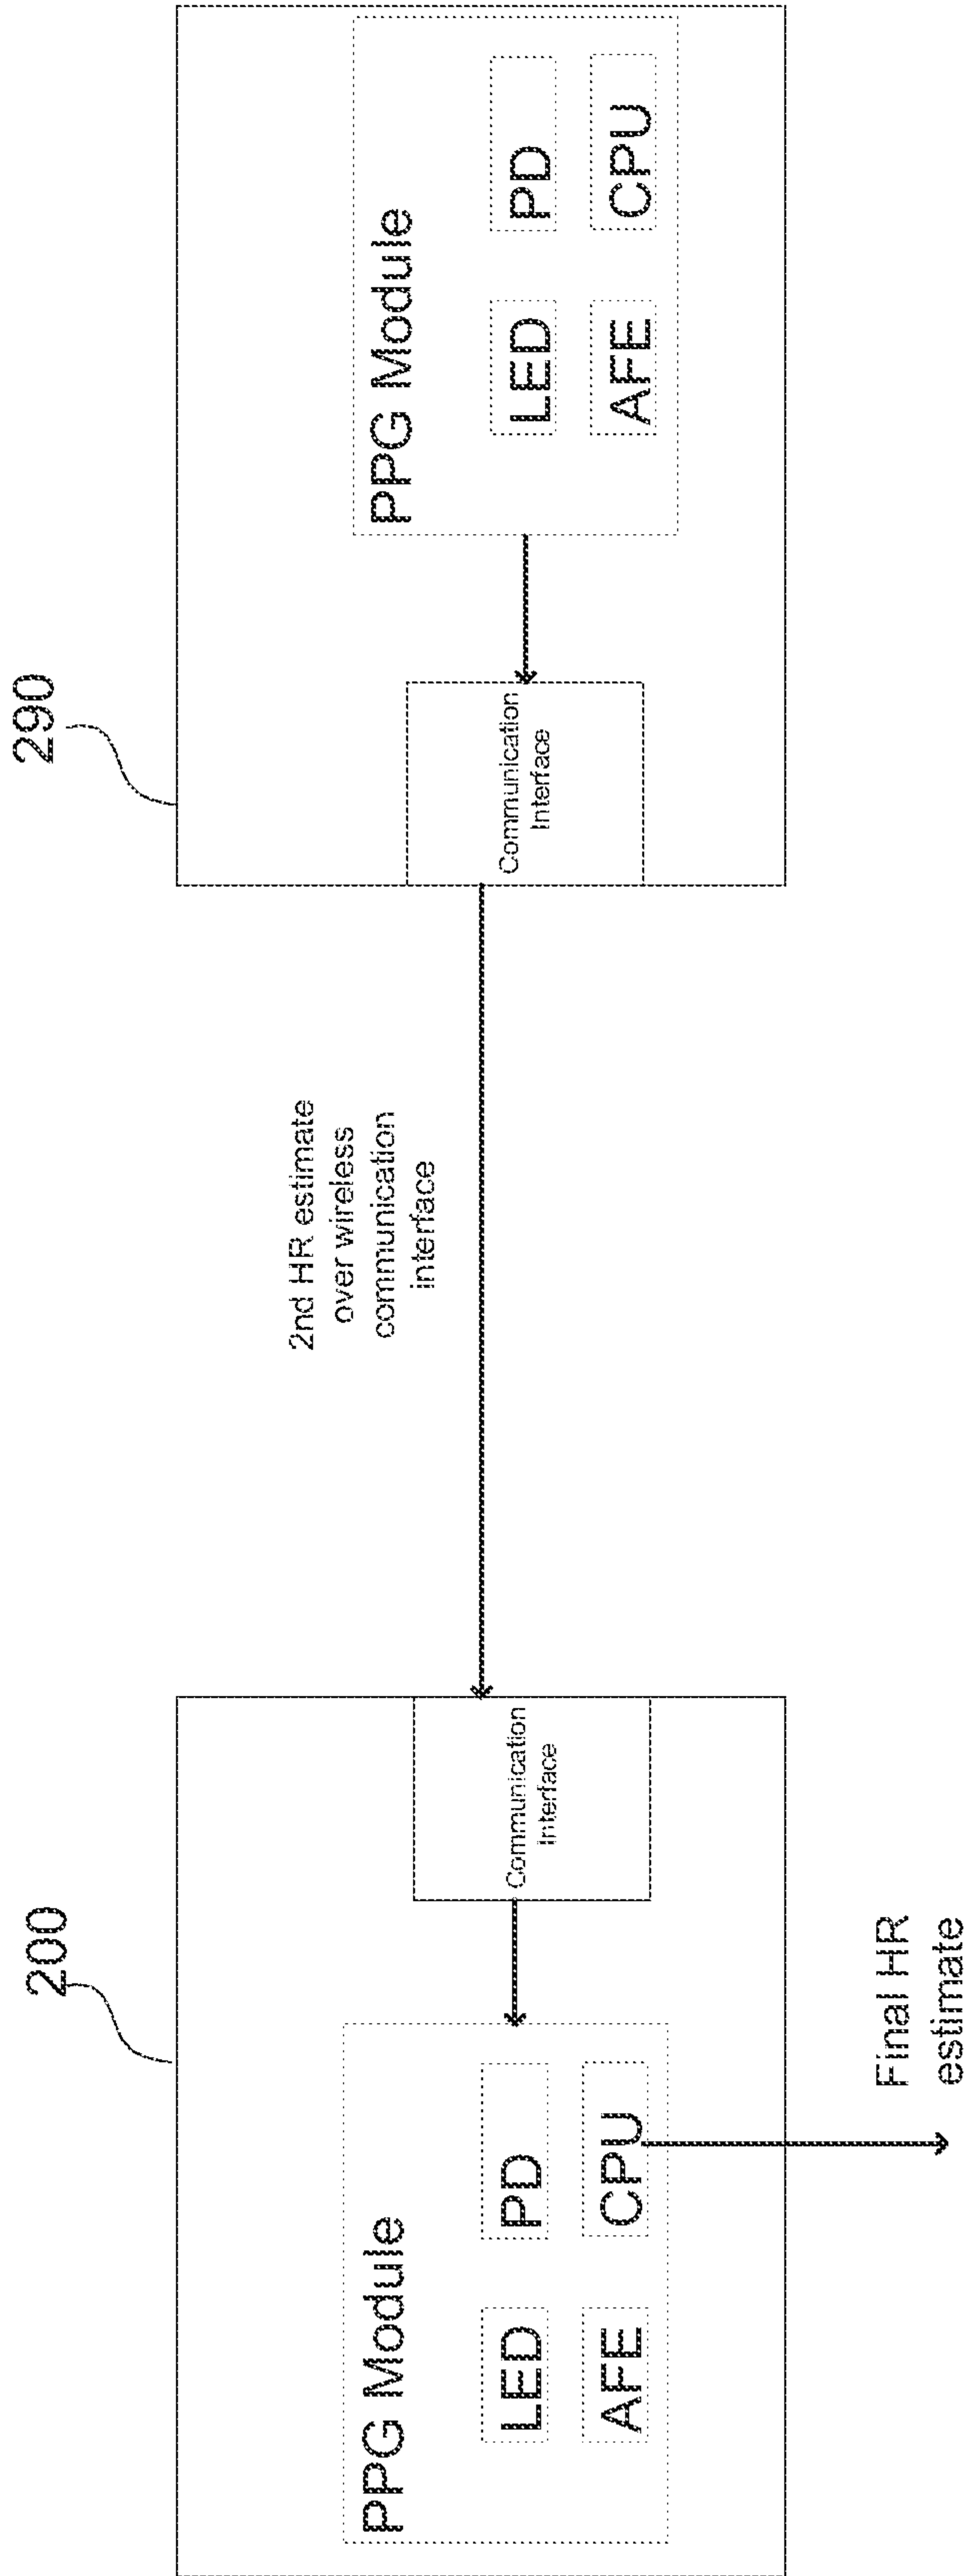 200
PPG Module
LED
PD
AFE
CPU
Communication
Interface
Final HR
estimate
2nd HR estimate
over wireless
communication
interface
290
Communication
Interface
PPG Module
LED
PD
AFE
CPU